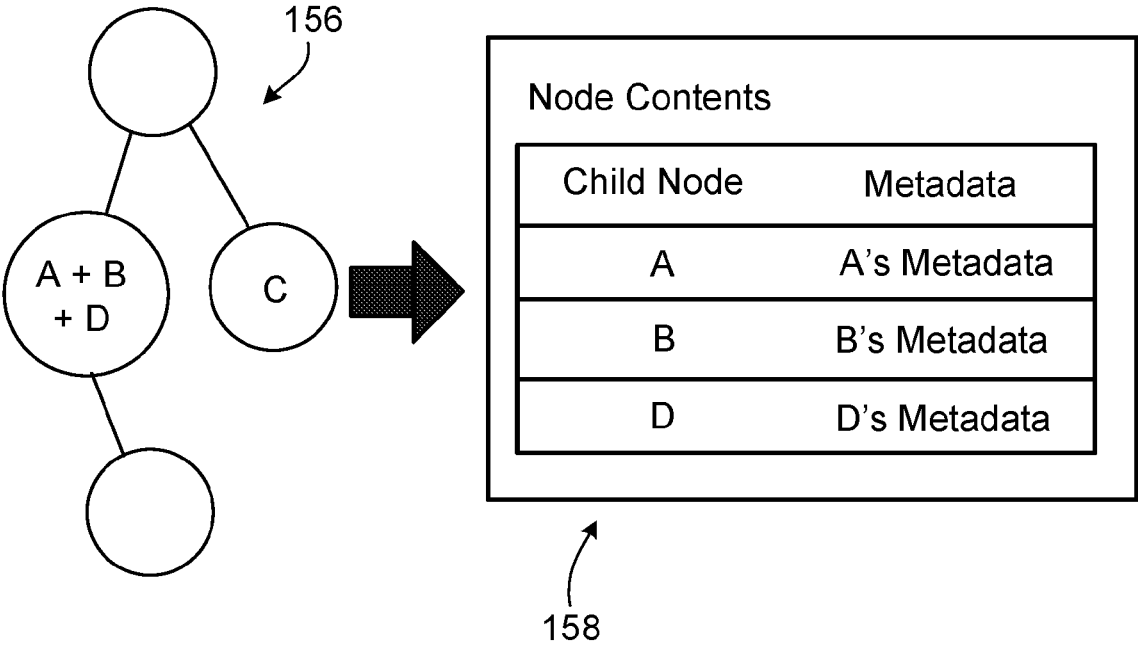 156
A + B
+ D
C
Node Contents
Child Node Metadata
A A's Metadata
B B's Metadata
D D's Metadata
158